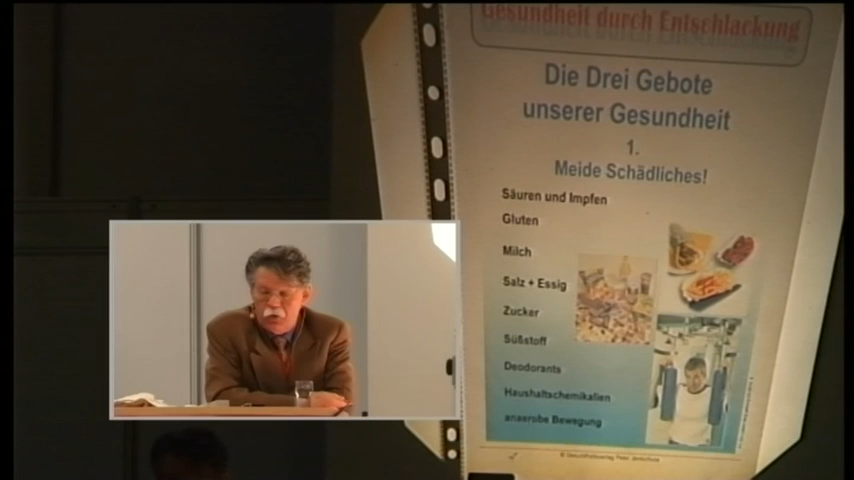 Gesundheit durch Entschlackung
Die Drei Gebote
unserer Gesundheit
1.
Meide Schädliches!
Säuren und Impfen
Gluten
Milch
Salz + Essig
Zucker
Süßstoff
Deodorants
Haushaltschemikalien
anaerobe Bewegung